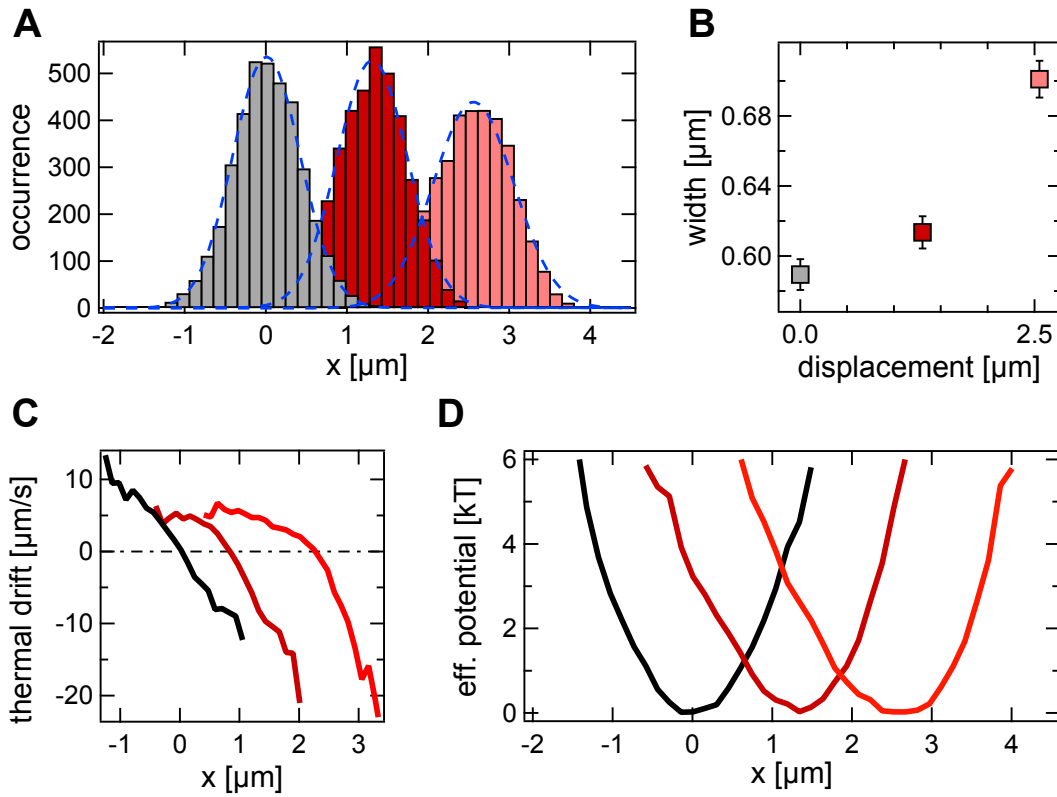 A
occurrence
500
400
300
200
100
0
-2 -1 0 1 2 3 4
x [µm]
B
width [µm]
0.68
0.64
0.60
0.0 2.5
displacement [µm]
C
thermal drift [µm/s]
10
0
-10
-20
-1 0 1 2 3
x [µm]
D
eff. potential [kT]
6
4
2
0
-2 -1 0 1 2 3 4
x [µm]